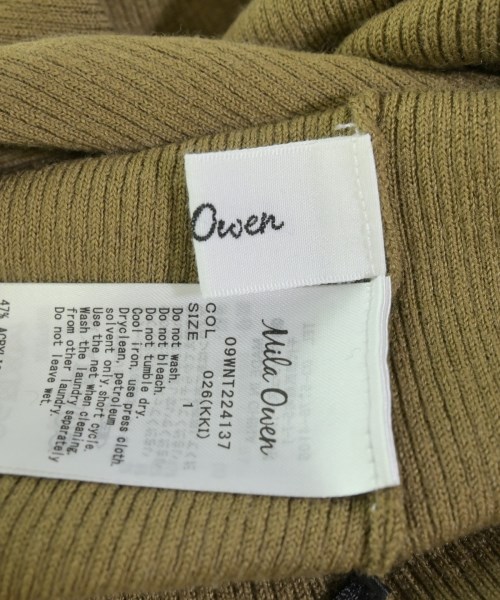 Owen
Mila Owen
09WNT224137
COL 026(KKI)
SIZE 1
Do not wash.
Do not bleach.
Do not tumble dry.
Cool iron, use press cloth
Dryclean, petroleum
solvent only,short cycle.
Use the net when cleaning.
Wash the laundry separately
from other laundry separately
Do not leave wet.
47%